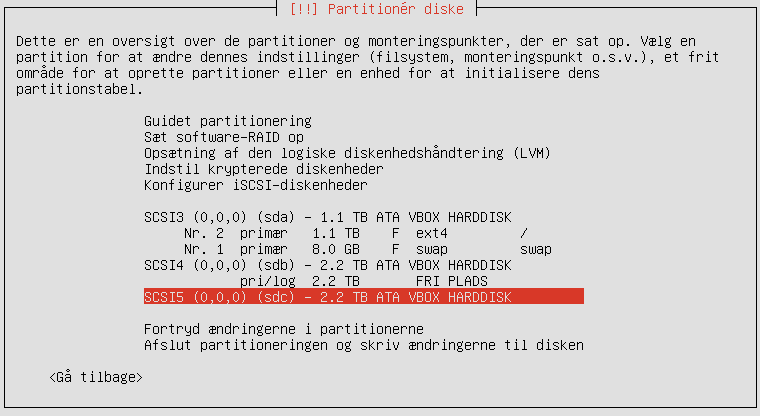 [!!] Partitionér diske
Dette er en oversigt over de partitioner og monteringspunkter, der er sat op. Vælg en
partition for at ændre dennes indstillinger (filsystem, monteringspunkt o.s.v.), et frit
område for at oprette partitioner eller en enhed for at initialisere dens
partitionstabel.
Guidet partitionering
Sæt software-RAID op
Opsætning af den logiske diskenhedshåndtering (LVM)
Indstil krypterede diskenheder
Konfigurer iSCSI-diskenheder
SCSI3 (0,0,0) (sda) - 1.1 TB ATA VBOX HARDDISK
Nr. 2 primær 1.1 TB F ext4 /
Nr. 1 primær 8.0 GB F swap swap
SCSI4 (0,0,0) (sdb) - 2.2 TB ATA VBOX HARDDISK
pri/log 2.2 TB FRI PLADS
SCSI5 (0,0,0) (sdc) - 2.2 TB ATA VBOX HARDDISK
Fortryd ændringerne i partitionerne
Afslut partitioneringen og skriv ændringerne til disken
<Gå tilbage>